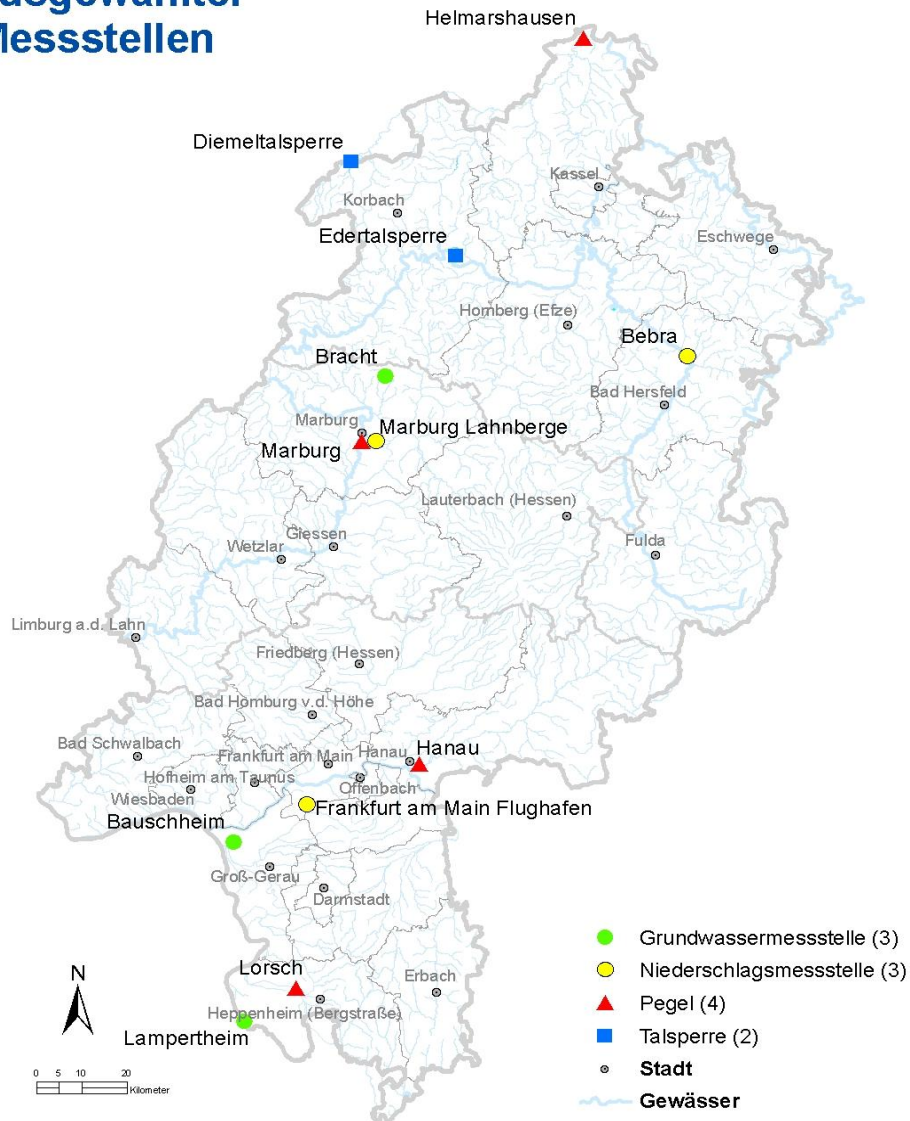 Messstellen
Helmarshausen
Diemeltalsperre
Kassel
Korbach
Edertalsperre
Eschwege
Homberg (Efze)
Bebra
Bracht
Bad Hersfeld
Marburg
Marburg Lahnberge
Marburg
Lauterbach (Hessen)
Giessen
Wetzlar
Fulda
Limburg a.d. Lahn
Friedberg (Hessen)
Bad Homburg v.d. Höhe
Bad Schwalbach
Frankfurt am Main
Hanau
Hanau
Hofheim am Taunus
Offenbach
Wiesbaden
Frankfurt am Main Flughafen
Bauschheim
Groß-Gerau
Darmstadt
Lorsch
Erbach
Heppenheim (Bergstraße)
Lampertheim
N
0 5 10 20
Kilometer
Grundwassermessstelle (3)
Niederschlagsmessstelle (3)
Pegel (4)
Talsperre (2)
Stadt
Gewässer